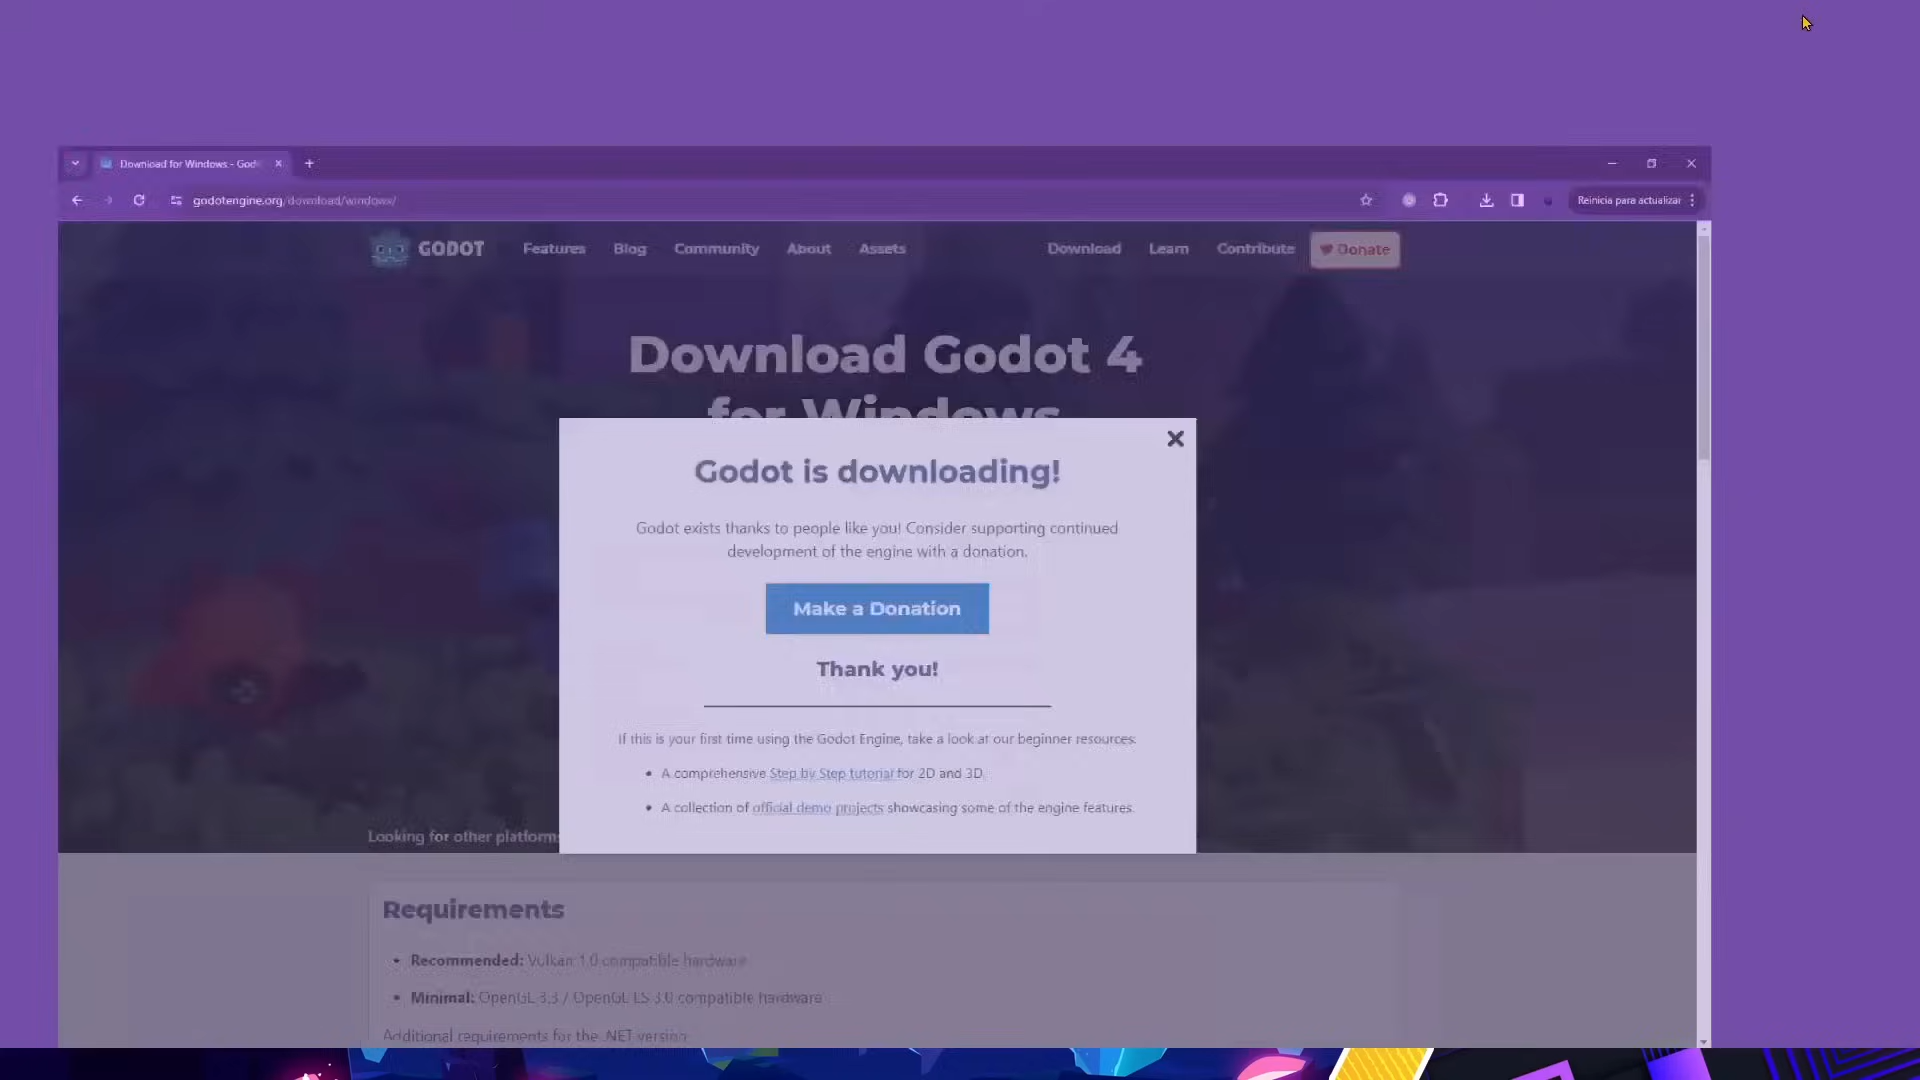 Download for Windows - God
godotengine.org/download/windows/
Reinicia para actualizar
GODOT
Features
Blog
Community
About
Assets
Download
Learn
Contribute
Donate
Download Godot 4
for Windows
Godot is downloading!
Godot exists thanks to people like you! Consider supporting continued
development of the engine with a donation.
Make a Donation
Thank you!
If this is your first time using the Godot Engine, take a look at our beginner resources:
• A comprehensive Step by Step tutorial for 2D and 3D.
• A collection of official demo projects showcasing some of the engine features.
Looking for other platforms
Requirements
• Recommended: Vulkan 1.0 compatible hardware
• Minimal: OpenGL 3.3 / OpenGL ES 3.0 compatible hardware
Additional requirements for the .NET version